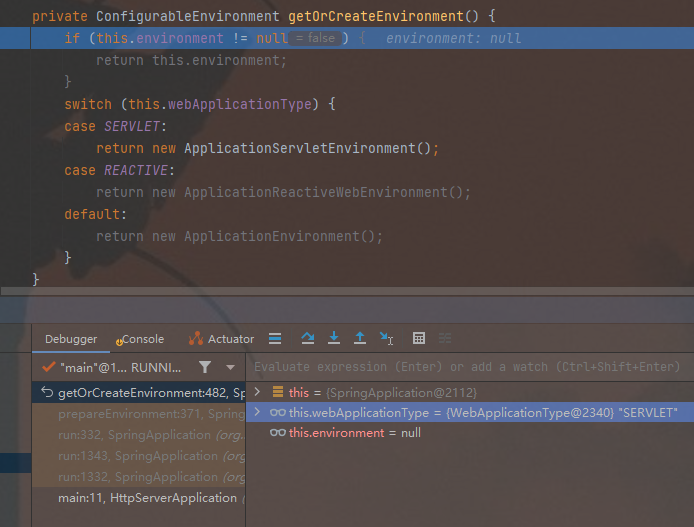 private ConfigurableEnvironment getOrCreateEnvironment() {
if (this.environment != null = false ) { environment: null
return this.environment;
}
switch (this.webApplicationType) {
case SERVLET:
return new ApplicationServletEnvironment();
case REACTIVE:
return new ApplicationReactiveWebEnvironment();
default:
return new ApplicationEnvironment();
}
}
Debugger Console Actuator
"main"@1... RUNNI...
Evaluate expression (Enter) or add a watch (Ctrl+Shift+Enter)
getOrCreateEnvironment:482, Sp
this = {SpringApplication@2112}
prepareEnvironment:371, Spring
this.webApplicationType = {WebApplicationType@2340} "SERVLET"
run:332, SpringApplication (org.
this.environment = null
run:1343, SpringApplication (org
run:1332, SpringApplication (org
main:11, HttpServerApplication (